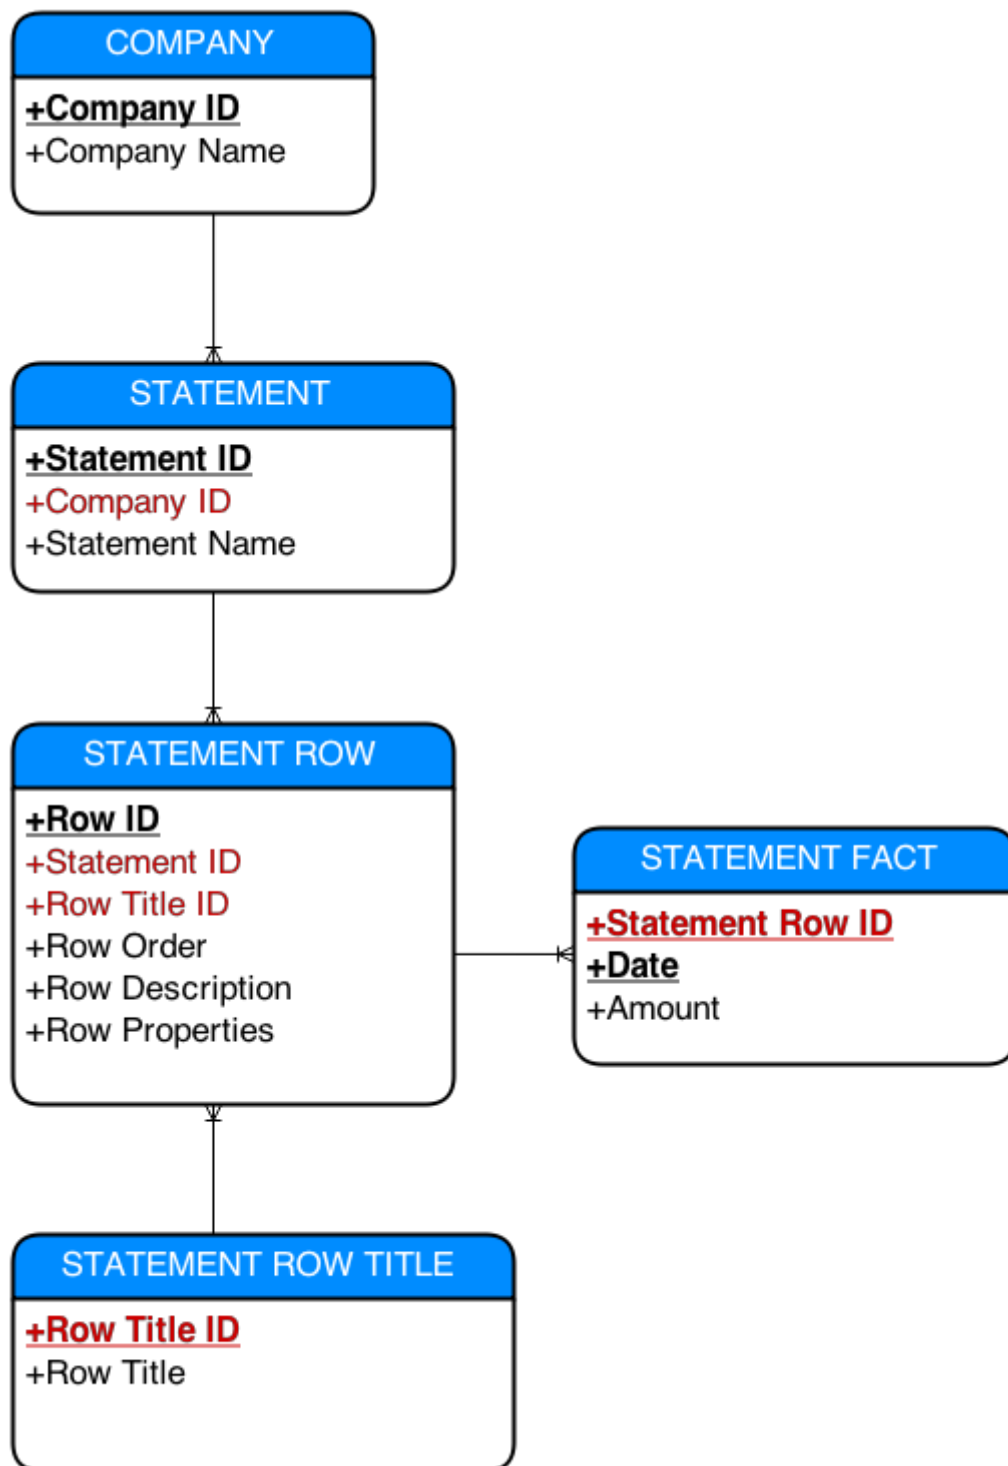 COMPANY
+Company ID
+Company Name
STATEMENT
+Statement ID
+Company ID
+Statement Name
STATEMENT ROW
+Row ID
+Statement ID
+Row Title ID
+Row Order
+Row Description
+Row Properties
STATEMENT FACT
+Statement Row ID
+Date
+Amount
STATEMENT ROW TITLE
+Row Title ID
+Row Title